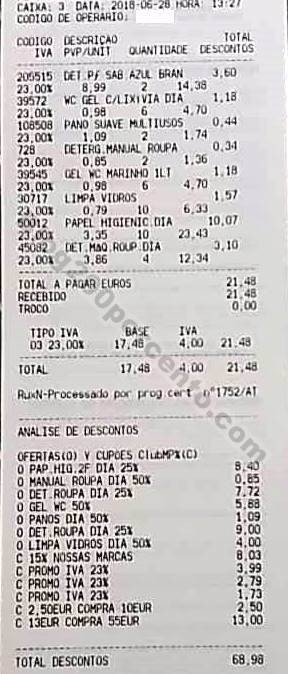 CAIXA: 3 DATA: 2018-06-28 HORA: 13:27
CODIGO DE OPERARIO:
CODIGO DESCRIÇAO TOTAL
IVA PVP/UNIT QUANTIDADE DESCONTOS
205515 DET.P/ SAB AZUL BRAN 3,60
23,00% 8,99 2 14,38
39572 WC GEL C/LIXIVIA DIA 1,18
23,00% 0,98 6 4,70
108508 PANO SUAVE MULTIUSOS 0,44
23,00% 1,09 2 1,74
728 DETERG.MANUAL ROUPA 0,34
23,00% 0,85 2 1,36
39545 GEL WC MARINHO 1LT 1,18
23,00% 0,98 6 4,70
30717 LIMPA VIDROS 1,57
23,00% 0,79 10 6,33
50012 PAPEL HIGIENIC.DIA 10,07
23,00% 3,35 10 23,43
45082 DET.MAQ.ROUP.DIA 3,10
23,00% 3,86 4 12,34
TOTAL A PAGAR EUROS 21,48
RECEBIDO 21,48
TROCO 0,00
TIPO IVA BASE IVA
03 23,00% 17,48 4,00 21,48
TOTAL 17,48 4,00 21,48
RuxN-Processado por prog.cert nº1752/AT
ANALISE DE DESCONTOS
OFERTAS(O) Y CUPOES ClubMP%(C)
O PAP.HIG.2F DIA 25% 8,40
O MANUAL ROUPA DIA 50% 0,85
O DET.ROUPA DIA 25% 7,72
O GEL WC 50% 5,88
O PANOS DIA 50% 1,09
O DET.ROUPA DIA 25% 9,00
O LIMPA VIDROS DIA 50% 4,00
C 15% NOSSAS MARCAS 8,03
C PROMO IVA 23% 3,99
C PROMO IVA 23% 2,79
C PROMO IVA 23% 1,73
C 2,50EUR COMPRA 10EUR 2,50
C 13EUR COMPRA 55EUR 13,00
TOTAL DESCONTOS 68,98